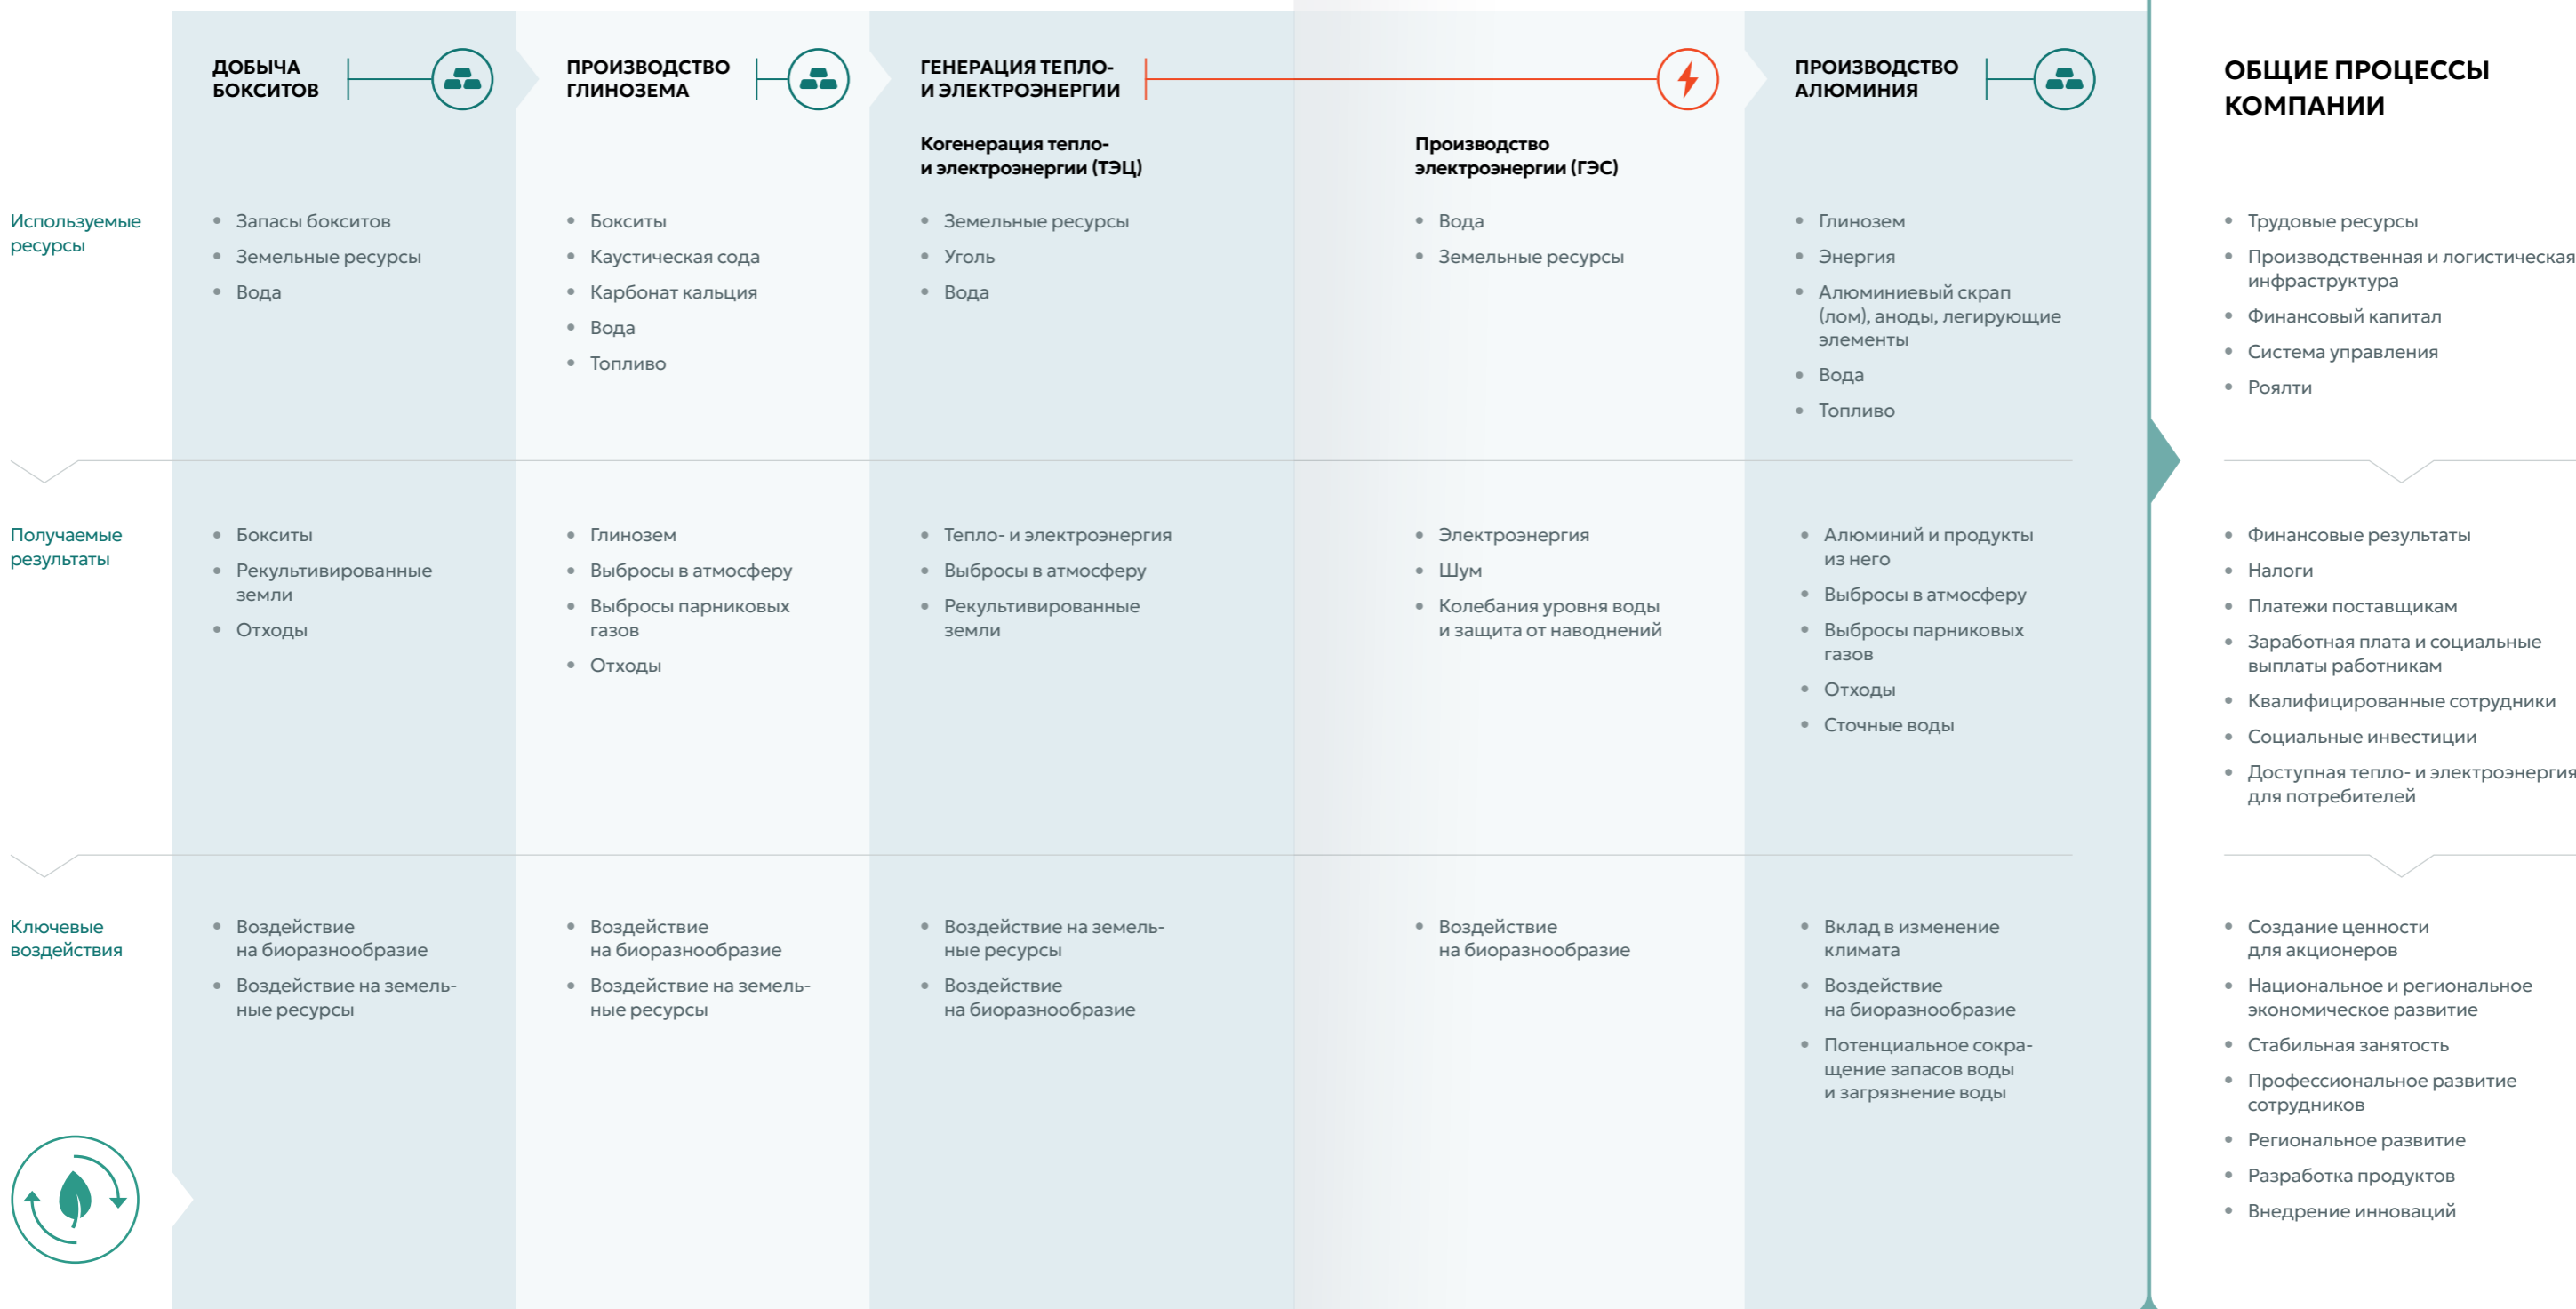 ДОБЫЧА
БОКСИТОВ
ПРОИЗВОДСТВО
ГЛИНОЗЕМА
ГЕНЕРАЦИЯ ТЕПЛО-
И ЭЛЕКТРОЭНЕРГИИ
ПРОИЗВОДСТВО
АЛЮМИНИЯ
ОБЩИЕ ПРОЦЕССЫ
КОМПАНИИ
Когенерация тепло-
и электроэнергии (ТЭЦ)
Производство
электроэнергии (ГЭС)
Используемые
ресурсы
• Запасы бокситов
• Земельные ресурсы
• Вода
• Бокситы
• Каустическая сода
• Карбонат кальция
• Вода
• Топливо
• Земельные ресурсы
• Уголь
• Вода
• Вода
• Земельные ресурсы
• Глинозем
• Энергия
• Алюминиевый скрап
(лом), аноды, легирующие
элементы
• Вода
• Топливо
• Трудовые ресурсы
• Производственная и логистическая
инфраструктура
• Финансовый капитал
• Система управления
• Роялти
Получаемые
результаты
• Бокситы
• Рекультивированные
земли
• Отходы
• Глинозем
• Выбросы в атмосферу
• Выбросы парниковых
газов
• Отходы
• Тепло- и электроэнергия
• Выбросы в атмосферу
• Рекультивированные
земли
• Электроэнергия
• Шум
• Колебания уровня воды
и защита от наводнений
• Алюминий и продукты
из него
• Выбросы в атмосферу
• Выбросы парниковых
газов
• Отходы
• Сточные воды
• Финансовые результаты
• Налоги
• Платежи поставщикам
• Заработная плата и социальные
выплаты работникам
• Квалифицированные сотрудники
• Социальные инвестиции
• Доступная тепло- и электроэнергия
для потребителей
Ключевые
воздействия
• Воздействие
на биоразнообразие
• Воздействие на земель-
ные ресурсы
• Воздействие
на биоразнообразие
• Воздействие на земель-
ные ресурсы
• Воздействие на земель-
ные ресурсы
• Воздействие
на биоразнообразие
• Воздействие
на биоразнообразие
• Вклад в изменение
климата
• Воздействие
на биоразнообразие
• Потенциальное сокра-
щение запасов воды
и загрязнение воды
• Создание ценности
для акционеров
• Национальное и региональное
экономическое развитие
• Стабильная занятость
• Профессиональное развитие
сотрудников
• Региональное развитие
• Разработка продуктов
• Внедрение инноваций